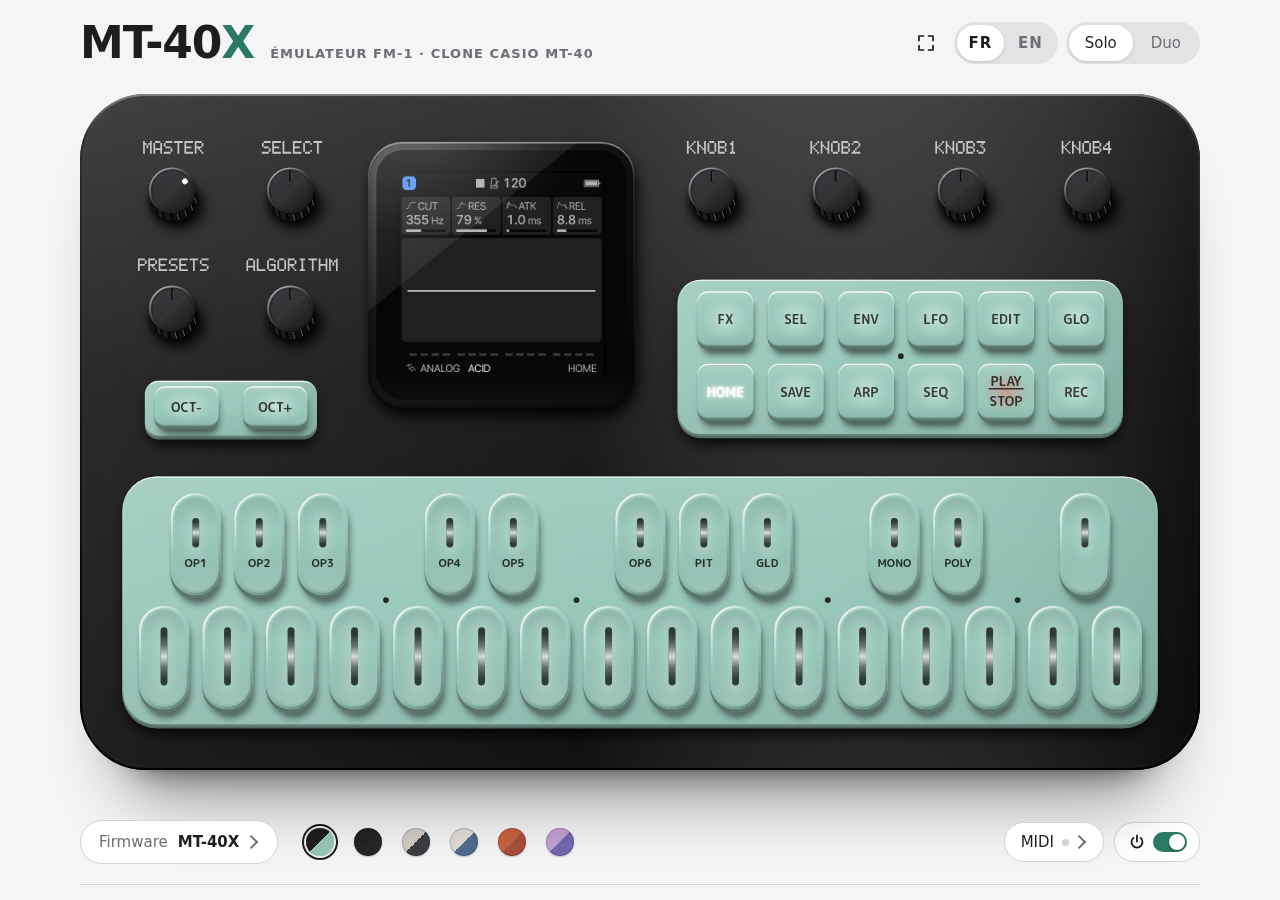 MT-40X
ÉMULATEUR FM-1 · CLONE CASIO MT-40
FR EN
Solo Duo
MASTER SELECT
KNOB1 KNOB2 KNOB3 KNOB4
PRESETS ALGORITHM
1 120
CUT RES ATK REL
355 Hz 79 % 1.0 ms 8.8 ms
ANALOG ACID HOME
OCT- OCT+
FX SEL ENV LFO EDIT GLO
HOME SAVE ARP SEQ PLAY STOP REC
OP1 OP2 OP3 OP4 OP5 OP6 PIT GLD MONO POLY
Firmware MT-40X
MIDI